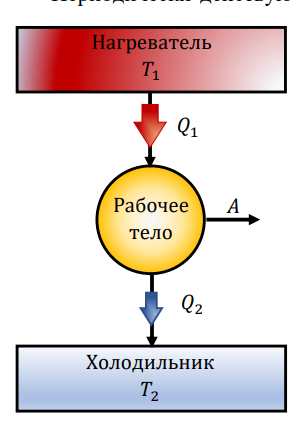 Нагреватель
T₁
Q₁
Рабочее
тело
A
Q₂
Холодильник
T₂